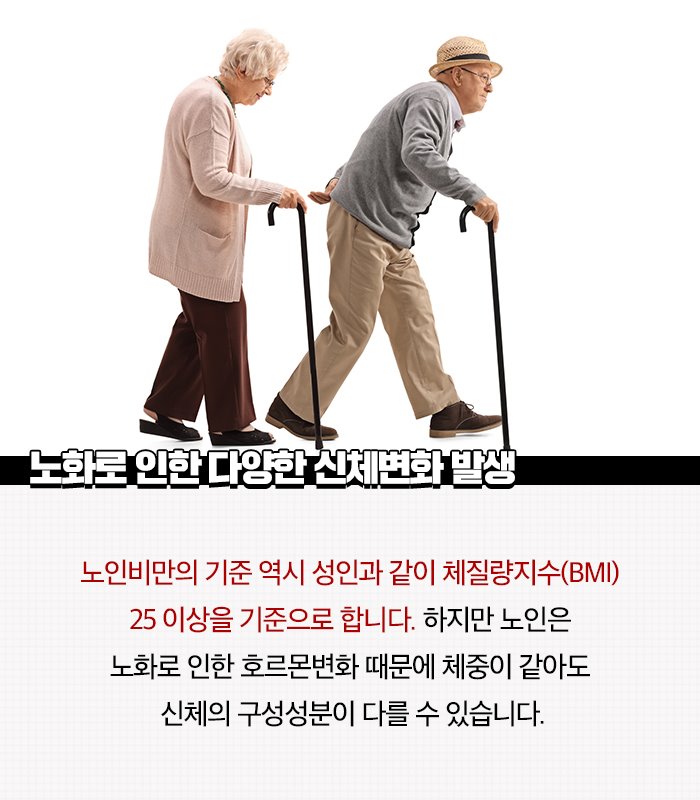 노화로 인한 다양한 신체변화 발생
노인비만의 기준 역시 성인과 같이 체질량지수(BMI)
25 이상을 기준으로 합니다. 하지만 노인은
노화로 인한 호르몬변화 때문에 체중이 같아도
신체의 구성성분이 다를 수 있습니다.